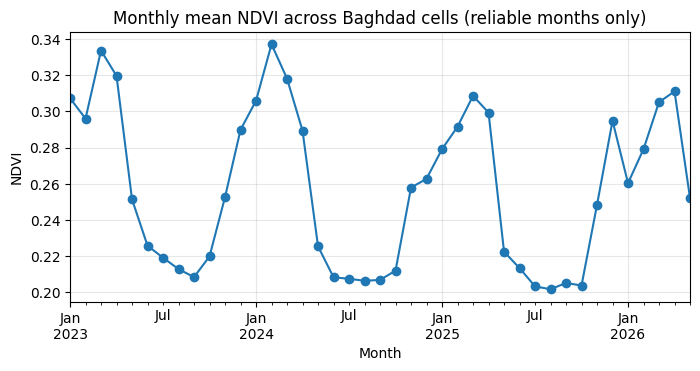 Monthly mean NDVI across Baghdad cells (reliable months only)
NDVI
0.34
0.32
0.30
0.28
0.26
0.24
0.22
0.20
Jan
2023
Jul
Jan
2024
Jul
Jan
2025
Jul
Jan
2026
Month